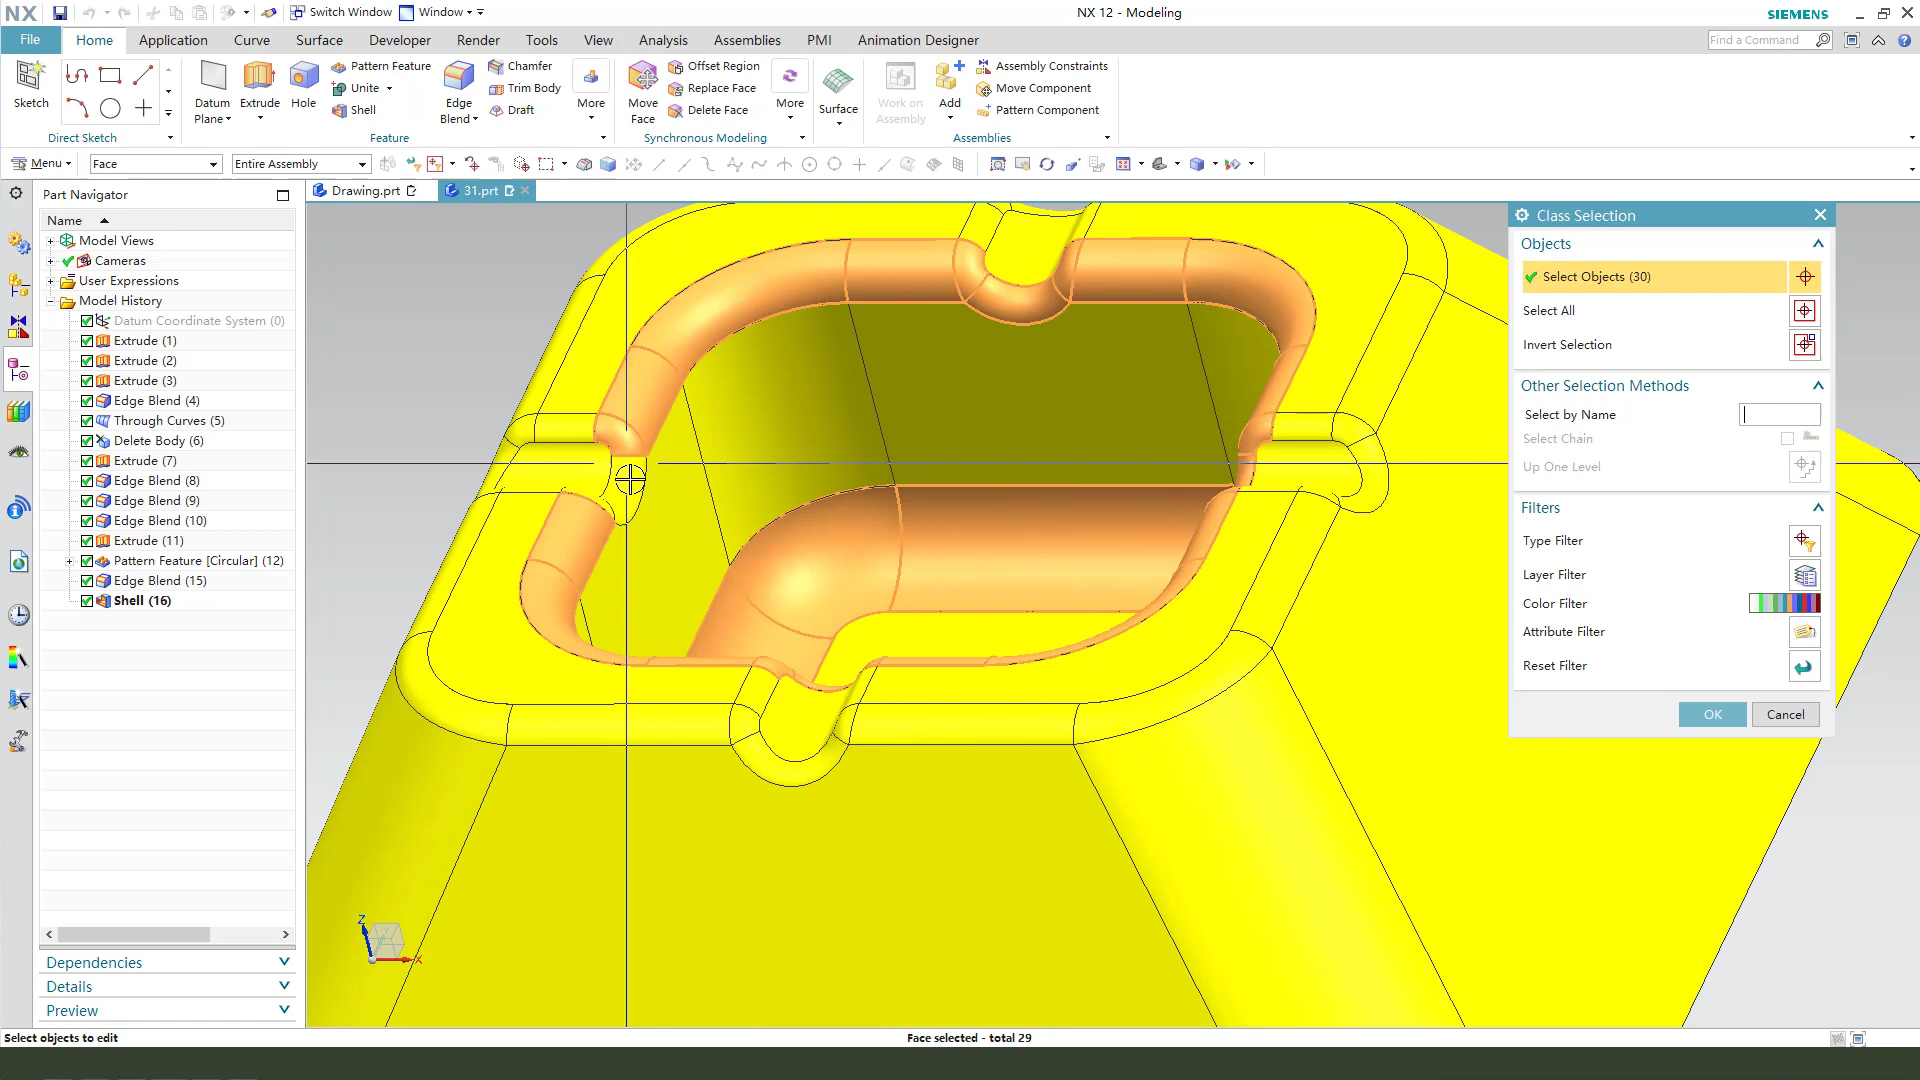 NX
Switch Window
Window
NX 12 - Modeling
SIEMENS
File
Home
Application
Curve
Surface
Developer
Render
Tools
View
Analysis
Assemblies
PMI
Animation Designer
Find a Command
Sketch
Direct Sketch
Datum
Plane
Extrude
Hole
Pattern Feature
Unite
Shell
Edge
Blend
Chamfer
Trim Body
Draft
More
Feature
Move
Face
Offset Region
Replace Face
Delete Face
More
Synchronous Modeling
Surface
Work on
Assembly
Add
Assembly Constraints
Move Component
Pattern Component
Assemblies
Menu
Face
Entire Assembly
Part Navigator
Drawing.prt
31.prt
Name
Model Views
Cameras
User Expressions
Model History
Datum Coordinate System (0)
Extrude (1)
Extrude (2)
Extrude (3)
Edge Blend (4)
Through Curves (5)
Delete Body (6)
Extrude (7)
Edge Blend (8)
Edge Blend (9)
Edge Blend (10)
Extrude (11)
Pattern Feature [Circular] (12)
Edge Blend (15)
Shell (16)
Dependencies
Details
Preview
Z
X
Class Selection
Objects
Select Objects (30)
Select All
Invert Selection
Other Selection Methods
Select by Name
Select Chain
Up One Level
Filters
Type Filter
Layer Filter
Color Filter
Attribute Filter
Reset Filter
OK
Cancel
Select objects to edit
Face selected - total 29